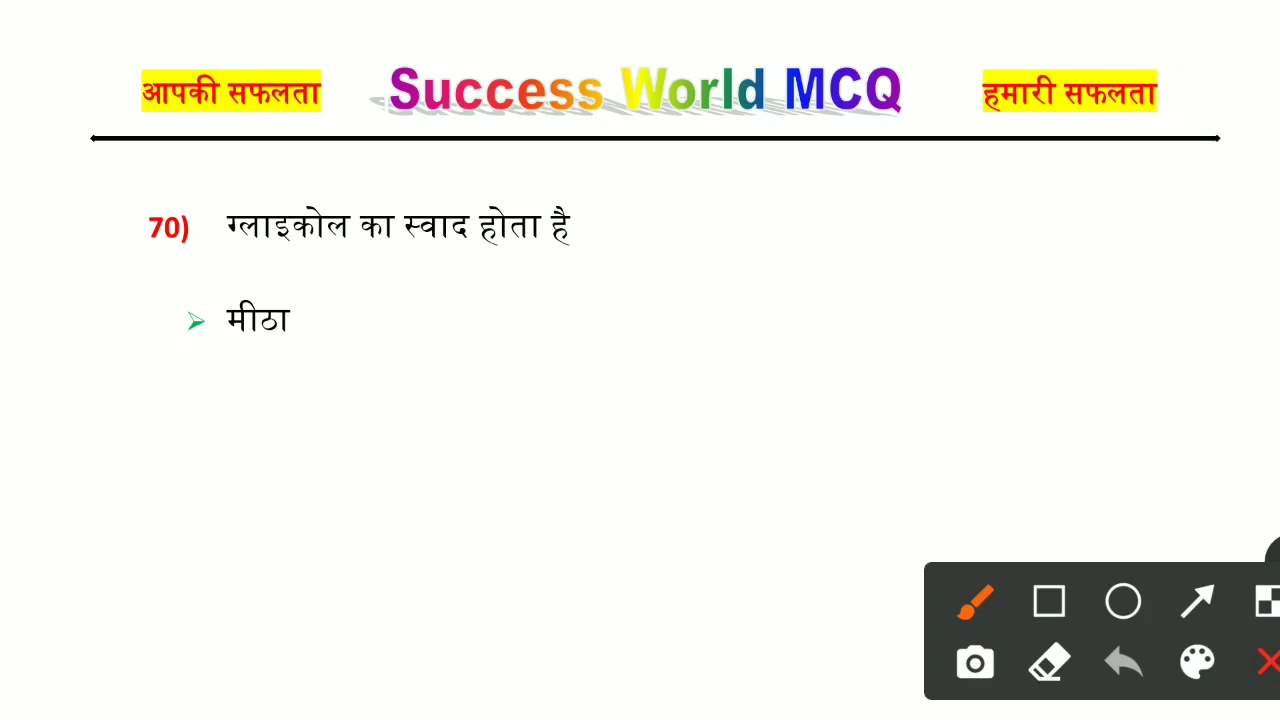 आपकी सफलता Success World MCQ हमारी सफलता
70) ग्लाइकोल का स्वाद होता है
मीठा